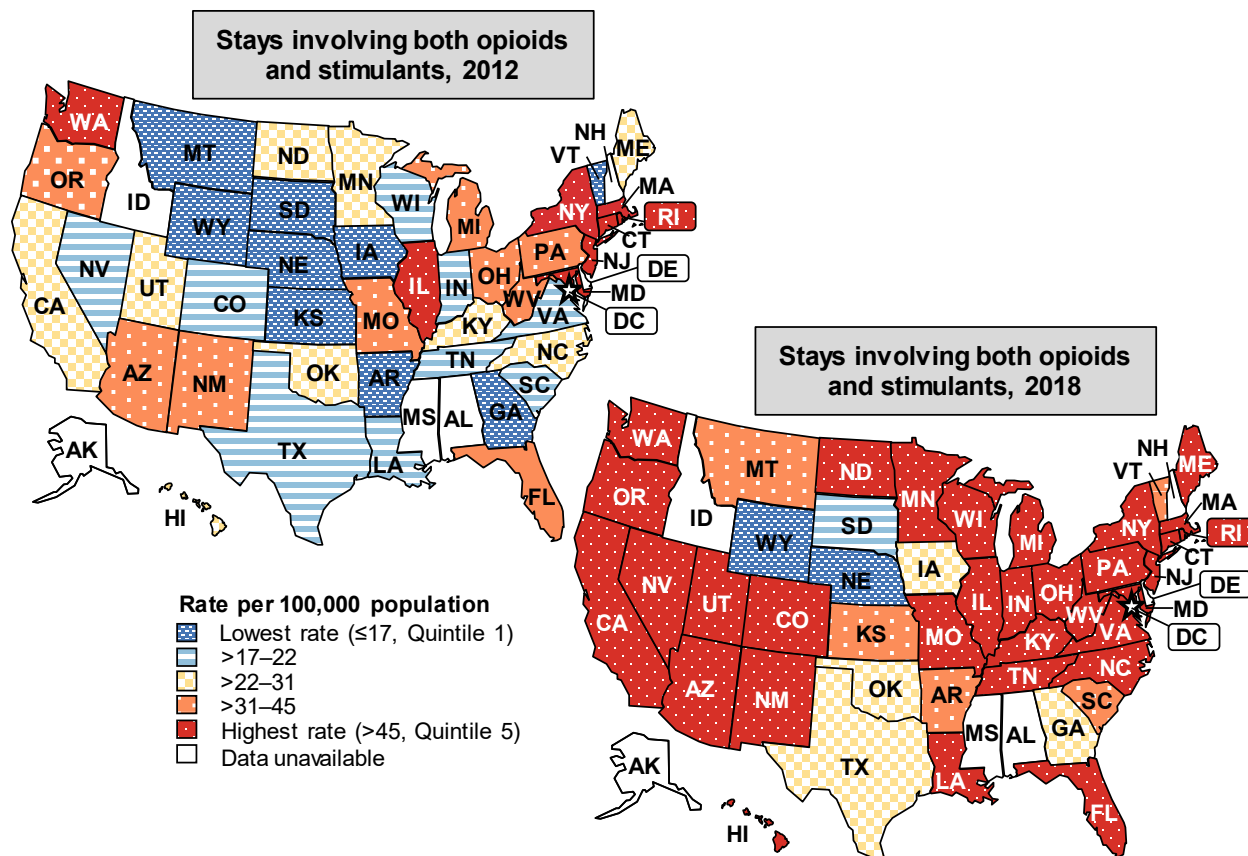 Stays involving both opioids
and stimulants, 2012
WA
MT
ND
MN
OR
ID
WY
SD
WI
MI
NH
VT
ME
NY
MA
RI
CT
NJ
DE
MD
DC
PA
IA
NE
NV
UT
CO
CA
IL
IN
OH
WV
VA
KS
MO
KY
NC
TN
SC
AZ
NM
OK
AR
MS
AL
GA
TX
LA
FL
AK
HI
Rate per 100,000 population
Lowest rate (≤17, Quintile 1)
>17–22
>22–31
>31–45
Highest rate (>45, Quintile 5)
Data unavailable
Stays involving both opioids
and stimulants, 2018
WA
MT
ND
MN
OR
ID
WY
SD
WI
MI
NH
VT
ME
NY
MA
RI
CT
NJ
DE
MD
DC
PA
IA
NE
NV
UT
CO
CA
IL
IN
OH
WV
VA
KS
MO
KY
NC
TN
SC
AZ
NM
OK
AR
MS
AL
GA
TX
LA
FL
AK
HI